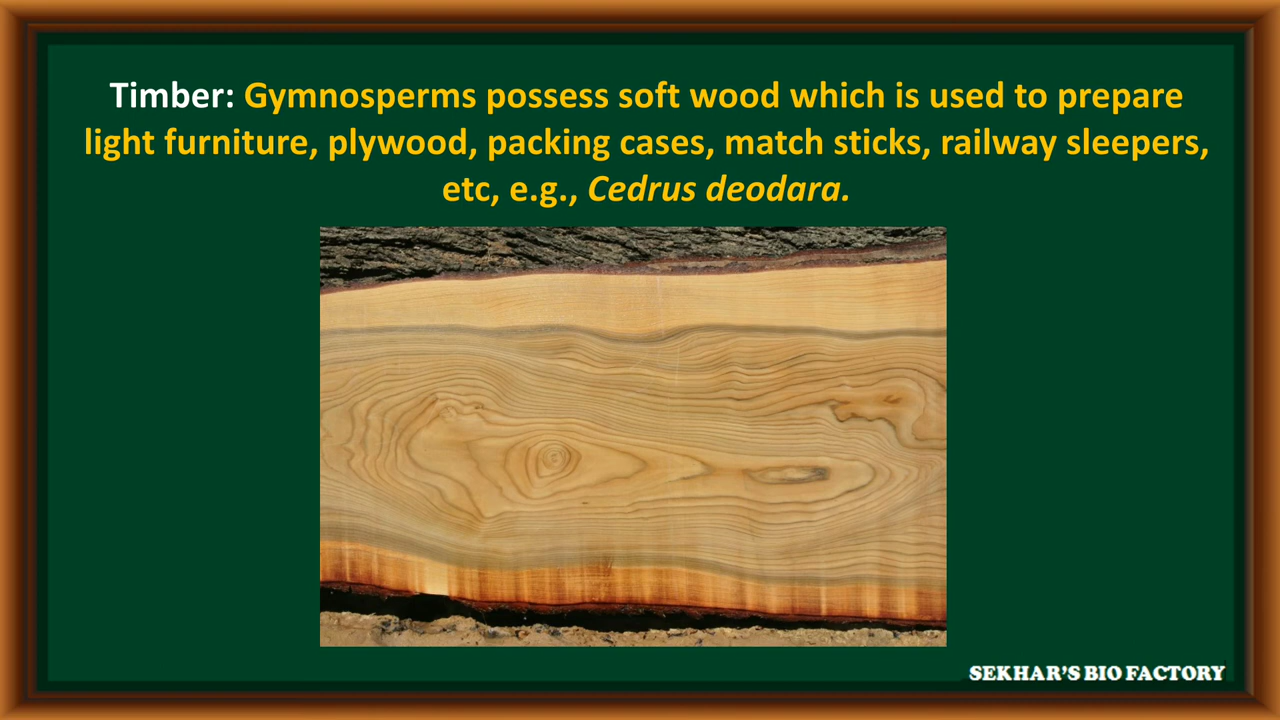 Timber: Gymnosperms possess soft wood which is used to prepare
light furniture, plywood, packing cases, match sticks, railway sleepers,
etc, e.g., Cedrus deodara.
SEKHAR'S BIO FACTORY